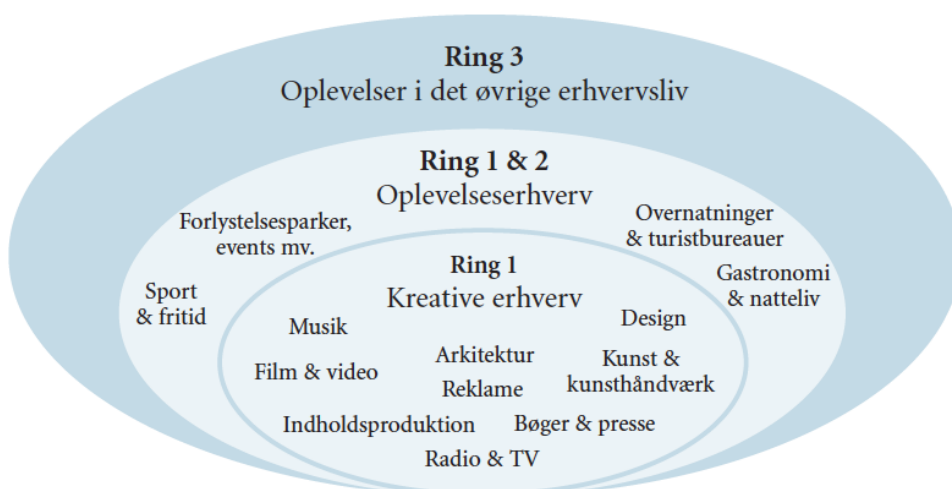 Ring 3
Oplevelser i det øvrige erhvervsliv
Ring 1 & 2
Oplevelseserhverv
Forlystelsesparker,
events mv.
Overnatninger
& turistbureauer
Sport
& fritid
Gastronomi
& natteliv
Ring 1
Kreative erhverv
Musik
Design
Arkitektur
Film & video
Kunst &
kunsthåndværk
Reklame
Indholdsproduktion
Bøger & presse
Radio & TV